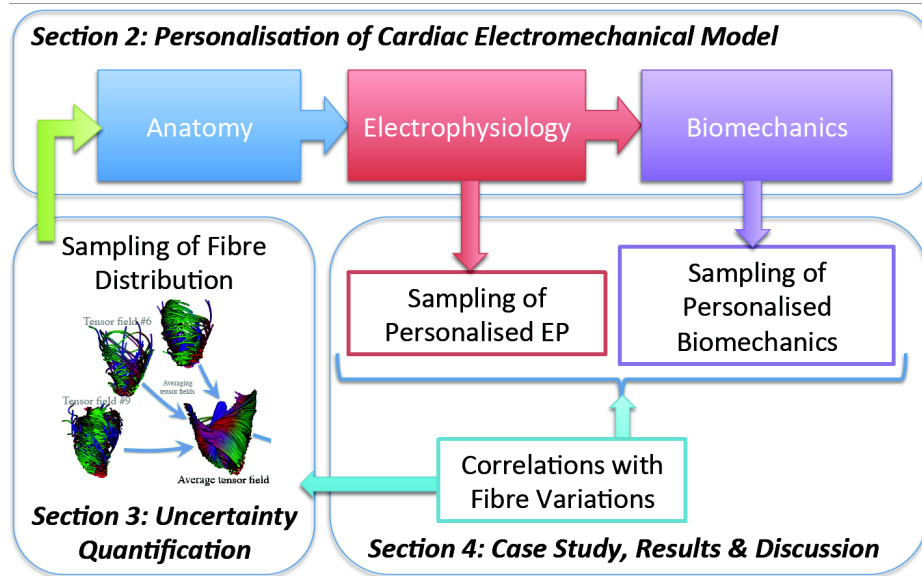 Section 2: Personalisation of Cardiac Electromechanical Model
Anatomy
Electrophysiology
Biomechanics
Sampling of Fibre
Distribution
Tensor field #6
Averaging
tensor fields
Tensor field #9
Average tensor field
Section 3: Uncertainty
Quantification
Sampling of
Personalised EP
Sampling of
Personalised
Biomechanics
Correlations with
Fibre Variations
Section 4: Case Study, Results & Discussion